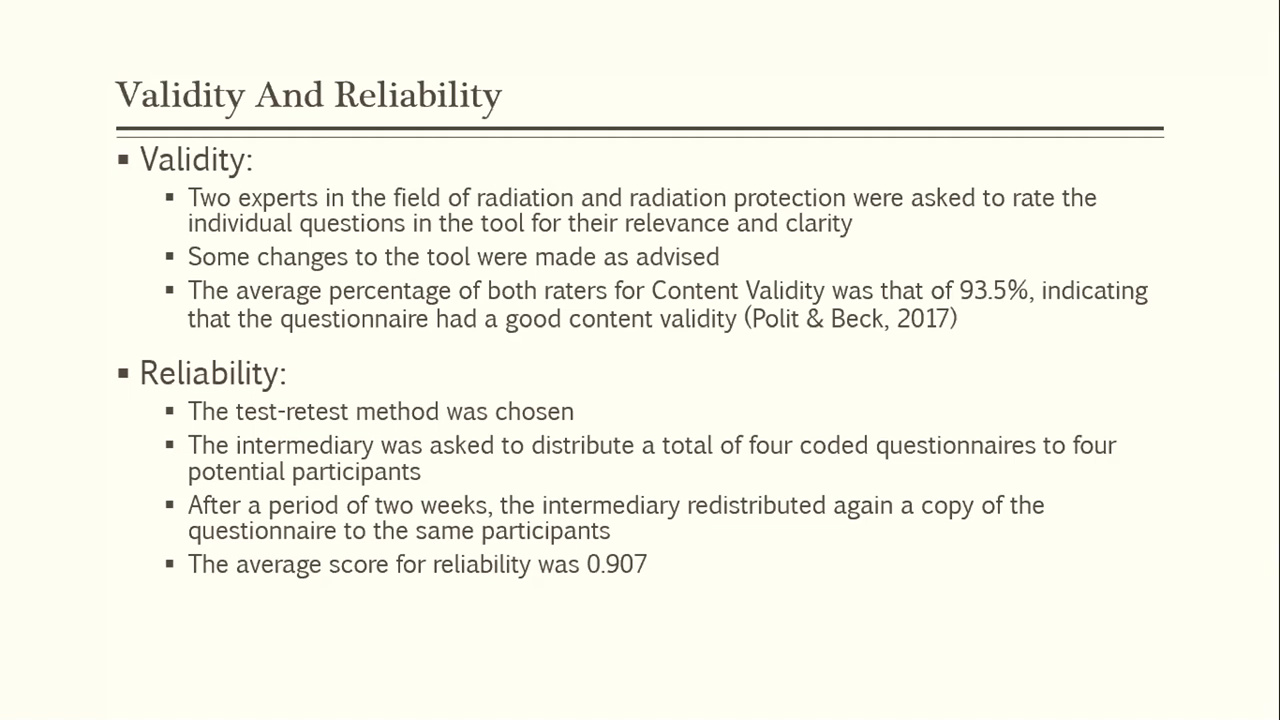 Validity And Reliability
▪ Validity:
▪ Two experts in the field of radiation and radiation protection were asked to rate the
individual questions in the tool for their relevance and clarity
▪ Some changes to the tool were made as advised
▪ The average percentage of both raters for Content Validity was that of 93.5%, indicating
that the questionnaire had a good content validity (Polit & Beck, 2017)
▪ Reliability:
▪ The test-retest method was chosen
▪ The intermediary was asked to distribute a total of four coded questionnaires to four
potential participants
▪ After a period of two weeks, the intermediary redistributed again a copy of the
questionnaire to the same participants
▪ The average score for reliability was 0.907